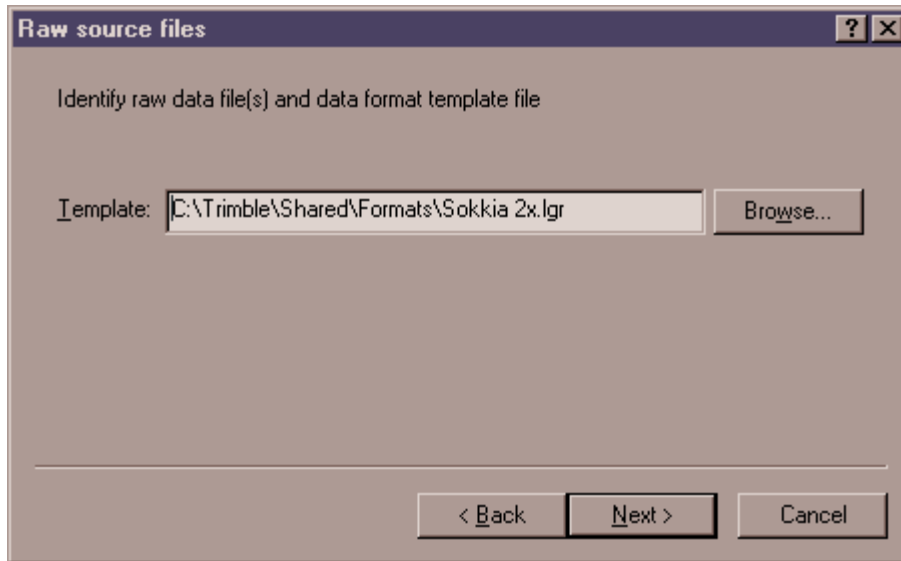 Raw source files
Identify raw data file(s) and data format template file
Template: C:\Trimble\Shared\Formats\Sokkia 2x.lgr Browse...
< Back Next > Cancel